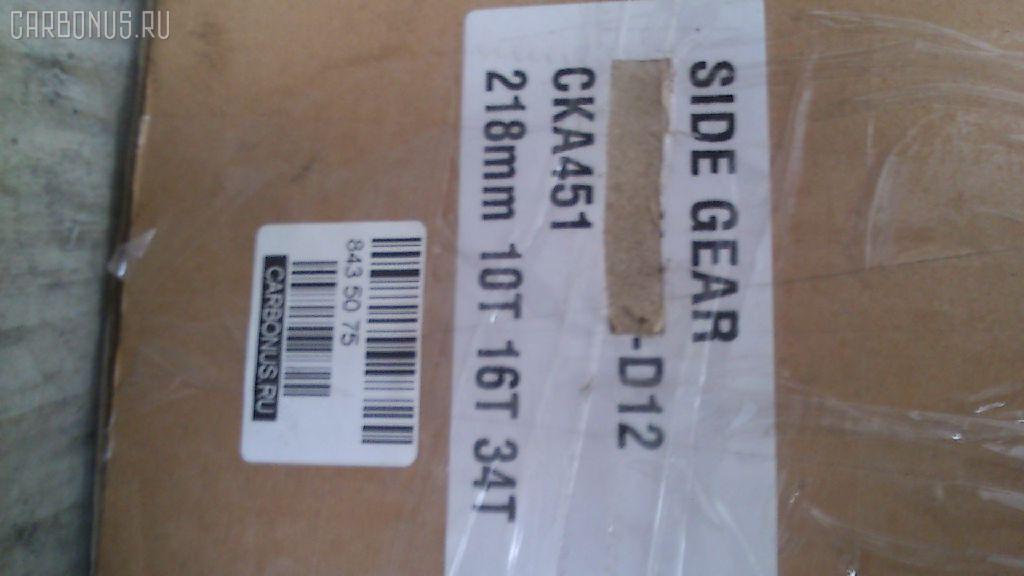 CARBONUS.RU
SIDE GEAR
-D12
CKA451
218mm 10T 16T 34T
843 50 75
CARBONUS.RU